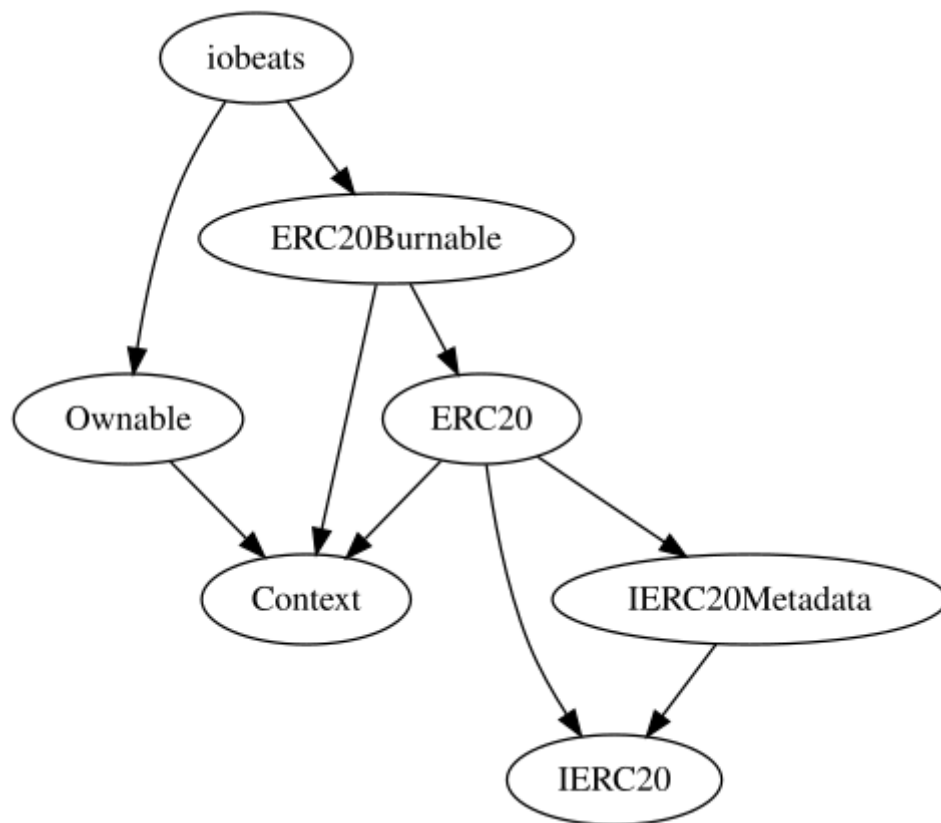 iobeats
ERC20Burnable
Ownable
ERC20
Context
IERC20Metadata
IERC20